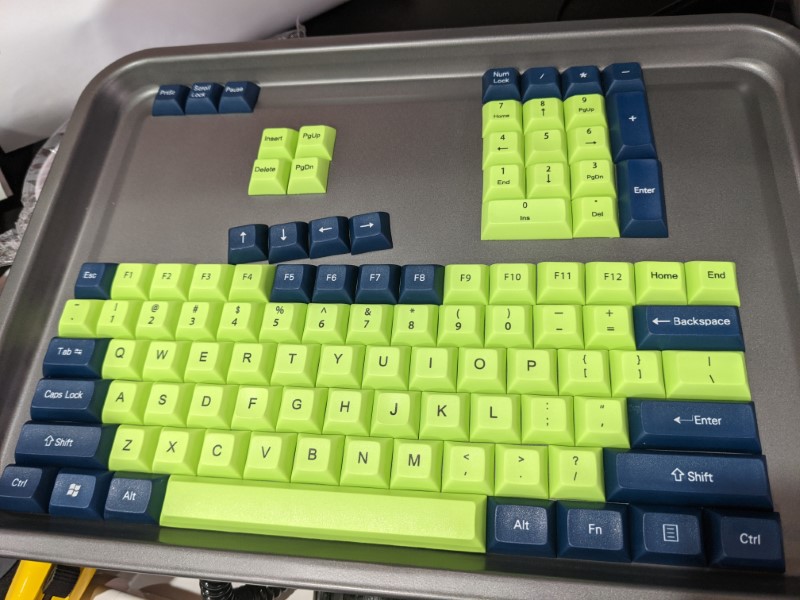 PrtSc Scroll Lock Pause
Num Lock / * −
7 Home 8 ↑ 9 PgUp +
Insert PgUp
4 ← 5 6 →
Delete PgDn
1 End 2 ↓ 3 PgDn Enter
0 Ins . Del
↑ ↓ ← →
Esc F1 F2 F3 F4 F5 F6 F7 F8 F9 F10 F11 F12 Home End
~ ` ! 1 @ 2 # 3 $ 4 % 5 ^ 6 & 7 * 8 ( 9 ) 0 _ - + = ← Backspace
Tab Q W E R T Y U I O P { [ } ] | \
Caps Lock A S D F G H J K L : ; " ' Enter
⇧ Shift Z X C V B N M < , > . ? / ⇧ Shift
Ctrl Alt Alt Fn Ctrl